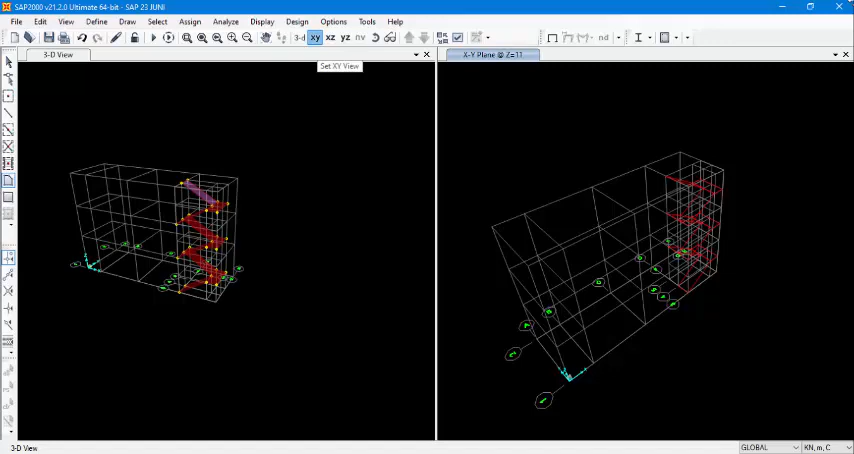 SAP2000 v21.2.0 Ultimate 64-bit - SAP 23 JUNI
File Edit View Define Draw Select Assign Analyze Display Design Options Tools Help
3-d xy xz yz nv nd
Set XY View
3-D View
X-Y Plane @ Z=11
3-D View
GLOBAL
KN, m, C